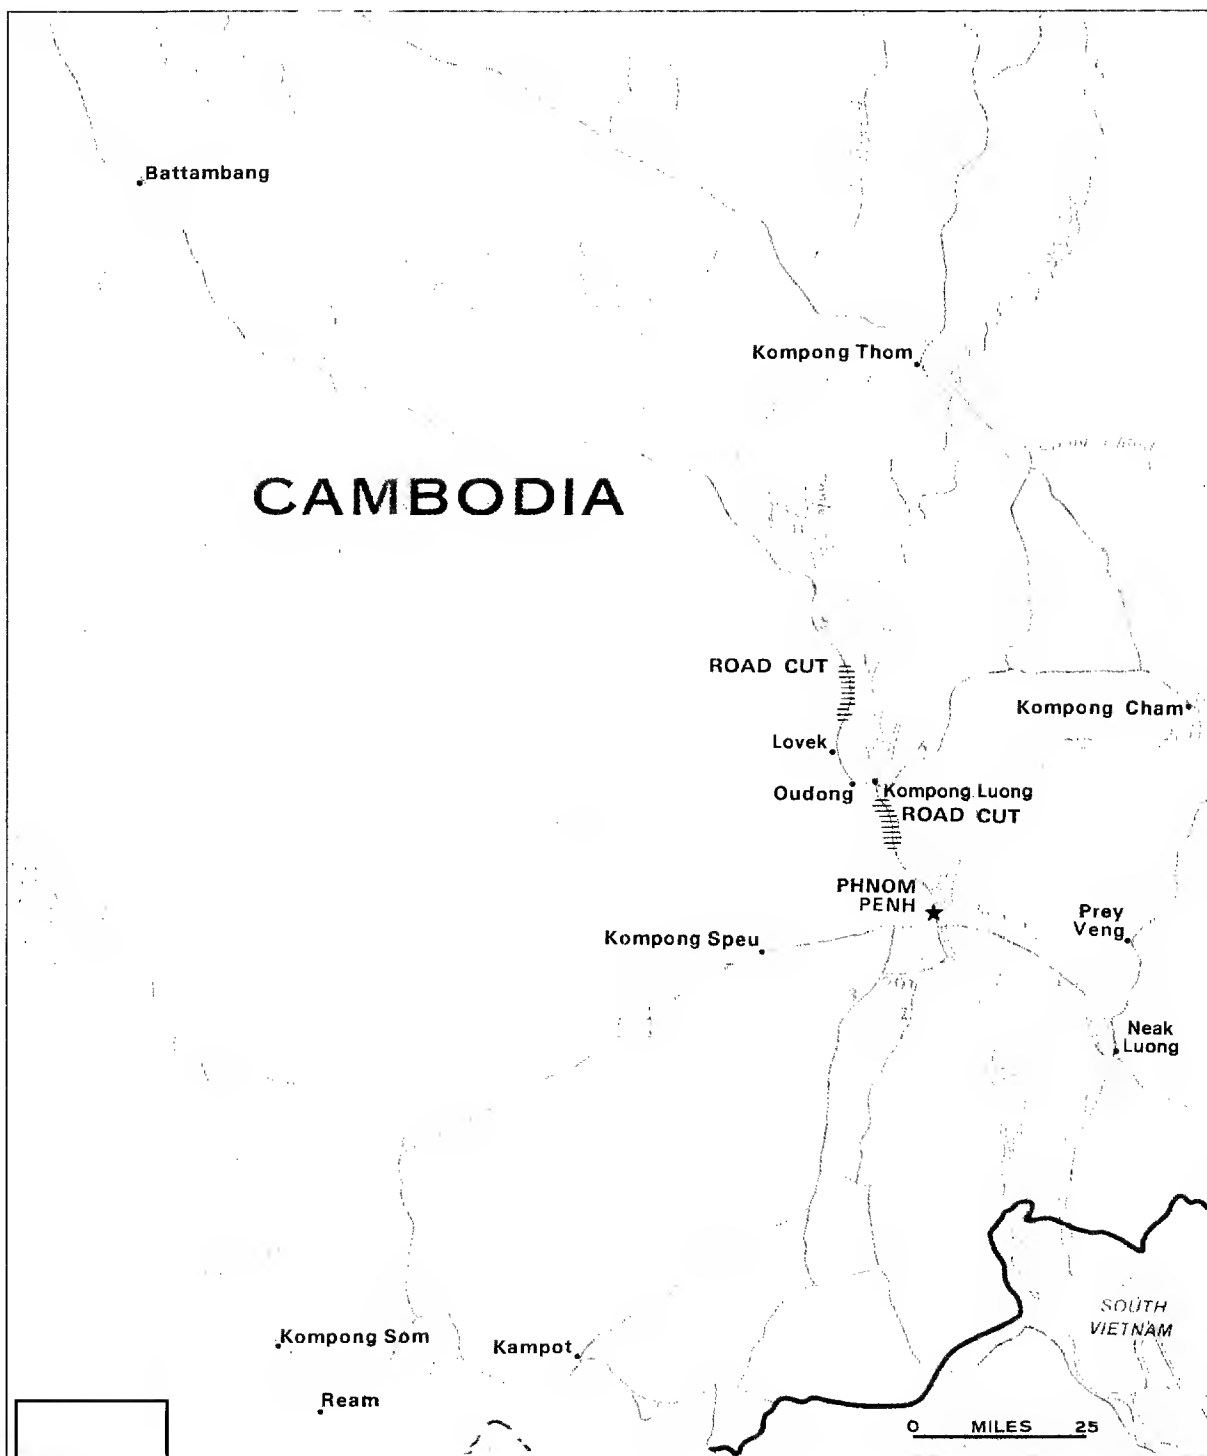 Battambang
Kompong Thom
CAMBODIA
ROAD CUT
Kompong Cham
Lovek
Oudong
Kompong Luong
ROAD CUT
PHNOM
PENH
Prey
Veng
Kompong Speu
Neak
Luong
SOUTH
VIETNAM
Kompong Som
Kampot
Ream
0 MILES 25